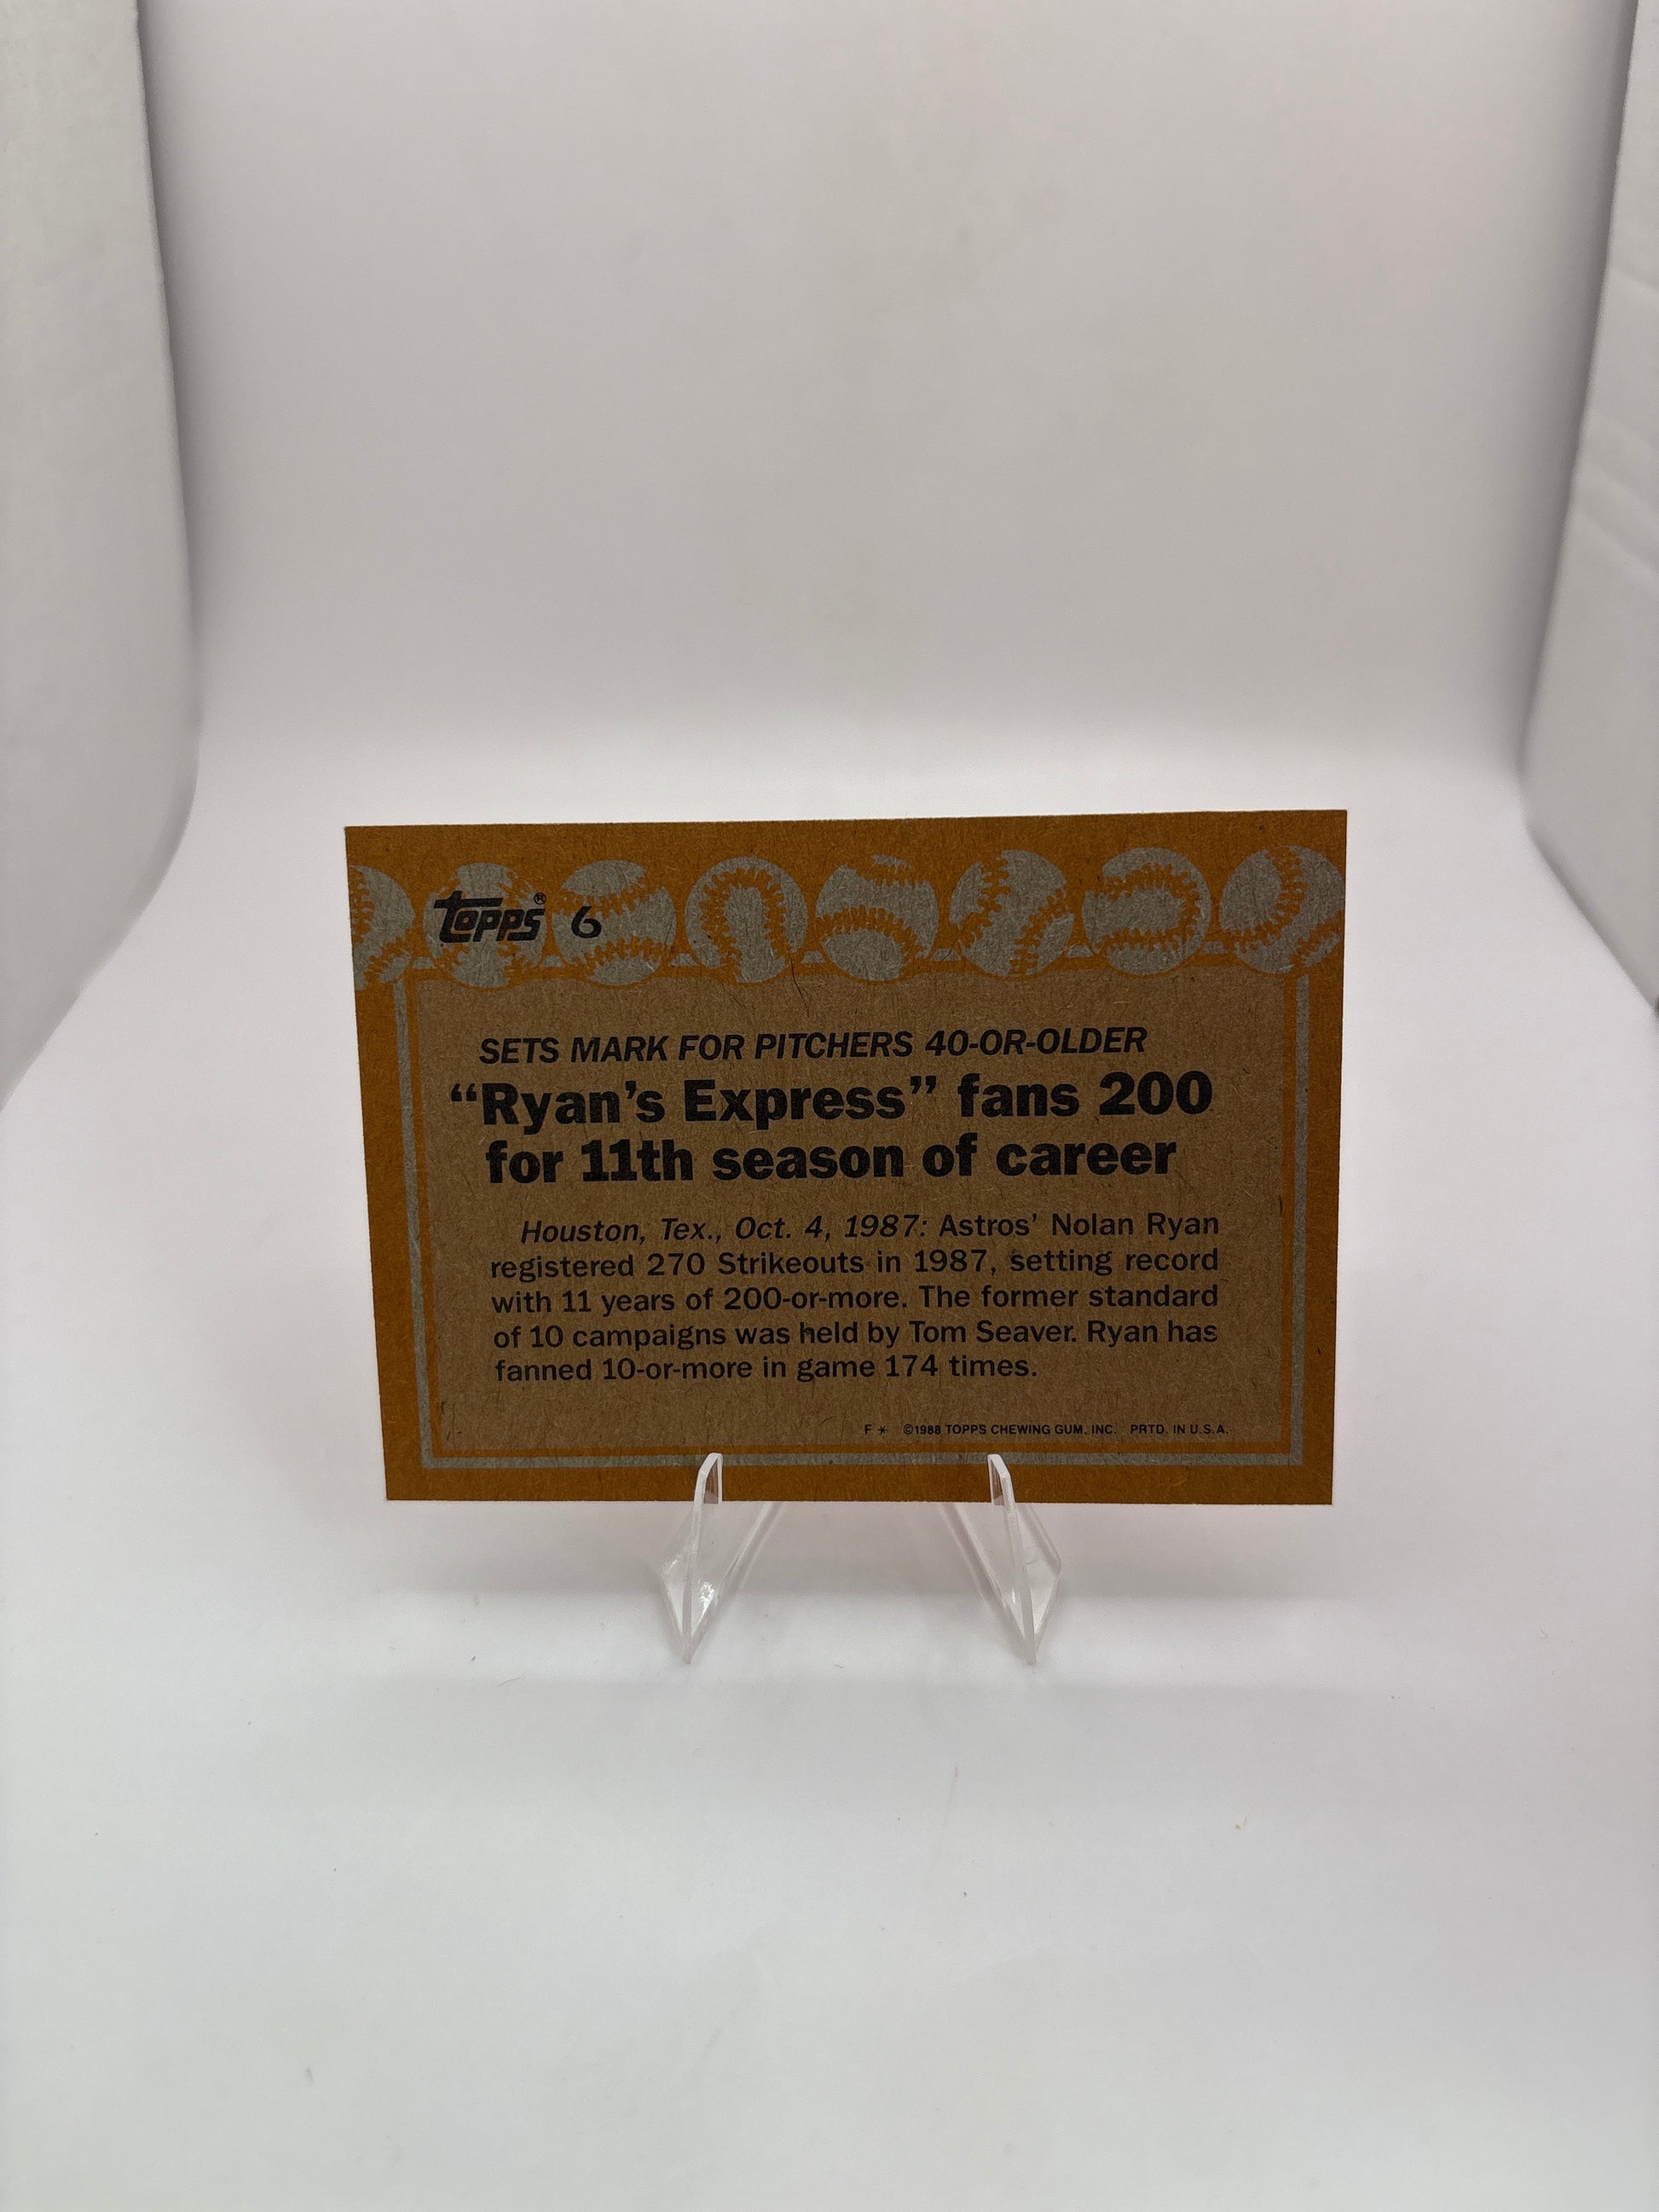 Topps® 6
SETS MARK FOR PITCHERS 40-OR-OLDER
“Ryan’s Express” fans 200
for 11th season of career
Houston, Tex., Oct. 4, 1987: Astros’ Nolan Ryan
registered 270 Strikeouts in 1987, setting record
with 11 years of 200-or-more. The former standard
of 10 campaigns was held by Tom Seaver. Ryan has
fanned 10-or-more in game 174 times.
F * ©1988 TOPPS CHEWING GUM, INC. PRTD. IN U.S.A.